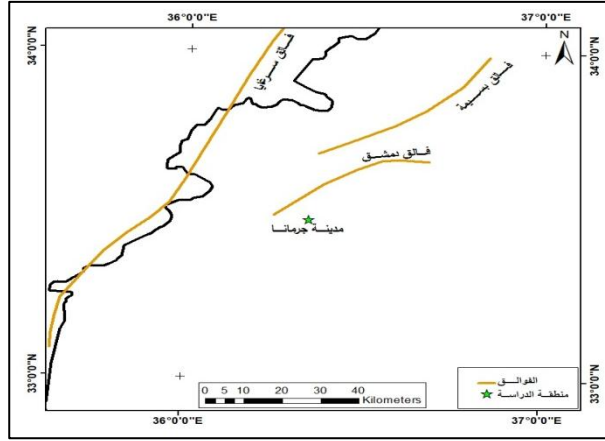 36°0'0"E
37°0'0"E
N
34°0'0"N
34°0'0"N
فالق سرغايا
فالق بسيمة
فالق دمشق
مدينة جرمانا
33°0'0"N
33°0'0"N
0 5 10 20 30 40
Kilometers
الفوالق
منطقة الدراسة
36°0'0"E
37°0'0"E